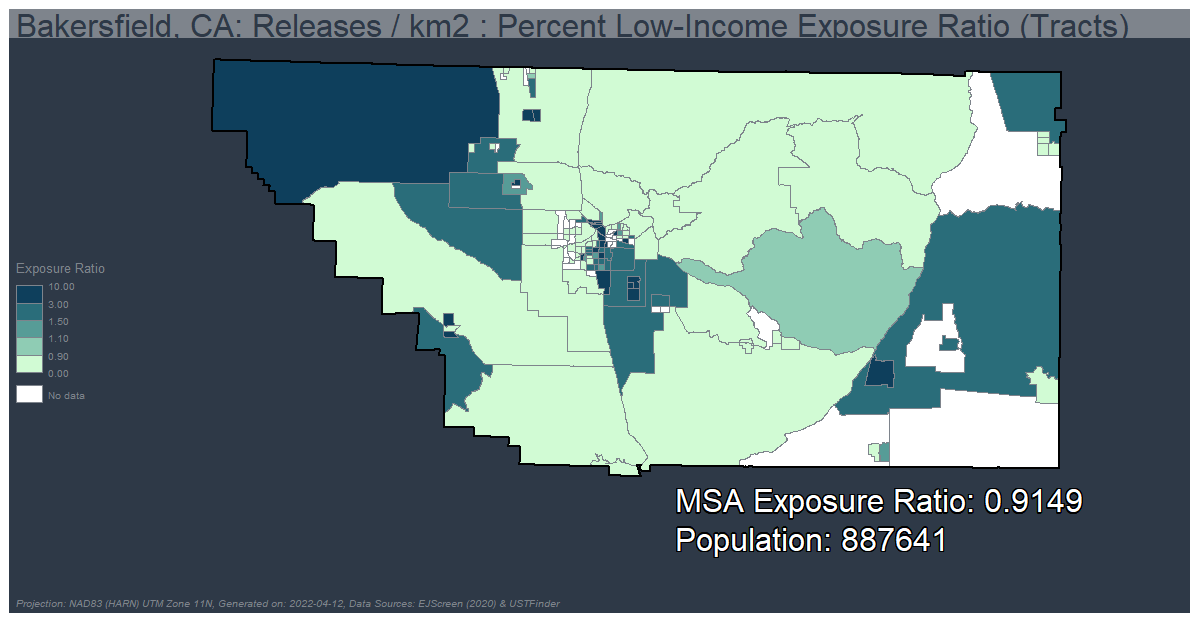 Bakersfield, CA: Releases / km2 : Percent Low-Income Exposure Ratio (Tracts)
Exposure Ratio
10.00
3.00
1.50
1.10
0.90
0.00
No data
MSA Exposure Ratio: 0.9149
Population: 887641
Projection: NAD83 (HARN) UTM Zone 11N, Generated on: 2022-04-12, Data Sources: EJScreen (2020) & USTFinder